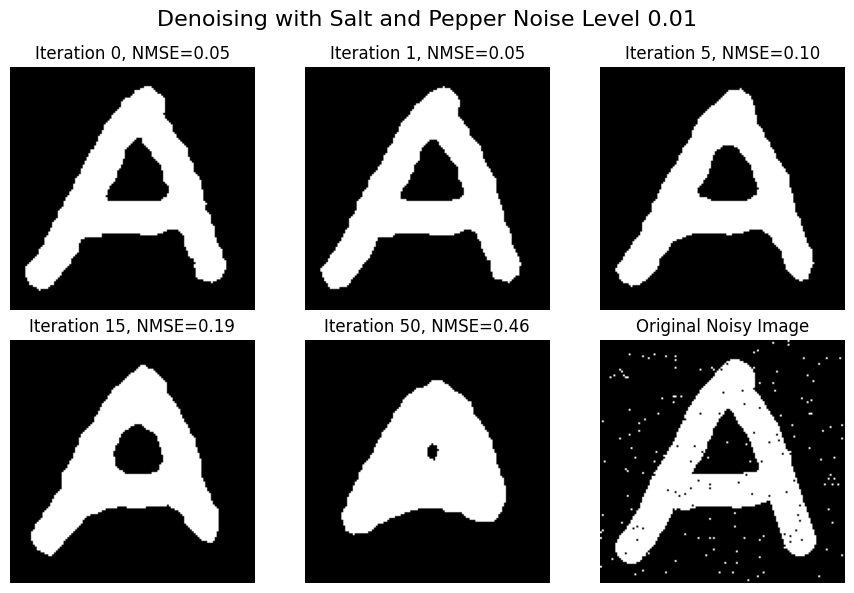 Denoising with Salt and Pepper Noise Level 0.01
Iteration 0, NMSE=0.05
Iteration 1, NMSE=0.05
Iteration 5, NMSE=0.10
A
A
A
Iteration 15, NMSE=0.19
Iteration 50, NMSE=0.46
Original Noisy Image
A
A
A